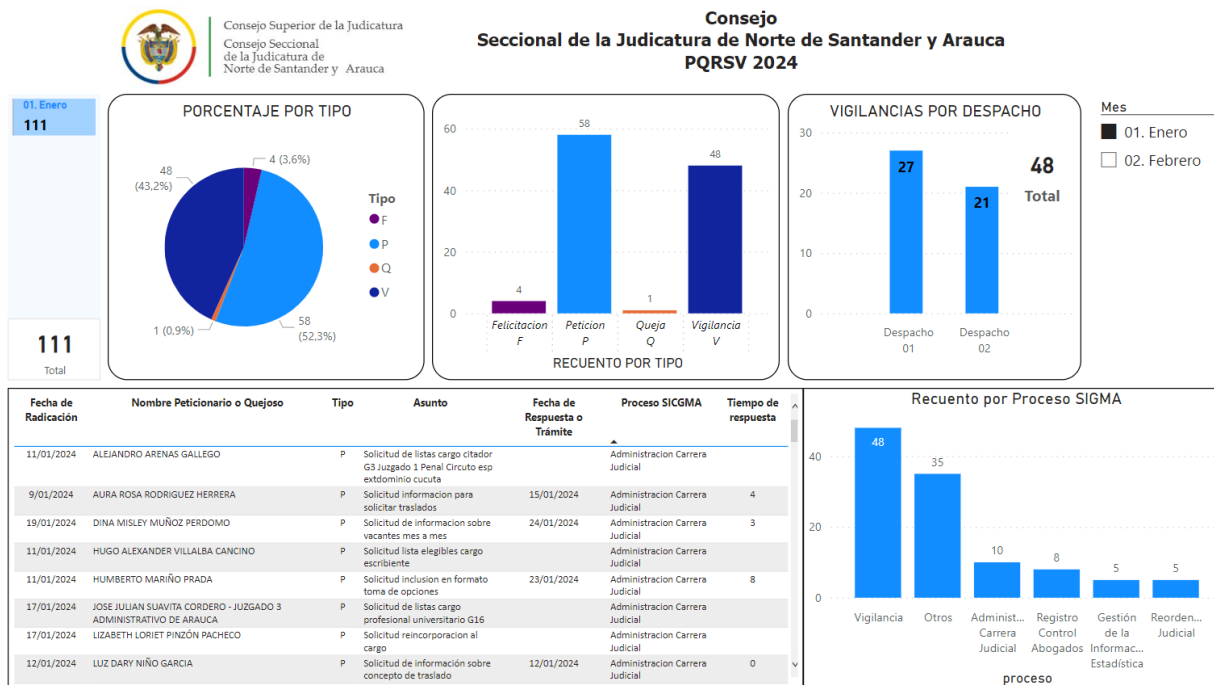 Consejo Superior de la Judicatura
Consejo Seccional
de la Judicatura de
Norte de Santander y Arauca
Consejo
Seccional de la Judicatura de Norte de Santander y Arauca
PQRSV 2024
01. Enero
111
111
Total
PORCENTAJE POR TIPO
4 (3,6%)
48
(43,2%)
1 (0,9%)
58
(52,3%)
Tipo
F
P
Q
V
60
40
20
0
4
58
1
48
Felicitacion
F
Peticion
P
Queja
Q
Vigilancia
V
RECUENTO POR TIPO
VIGILANCIAS POR DESPACHO
30
20
10
0
27
21
48
Total
Despacho
01
Despacho
02
Mes
01. Enero
02. Febrero
Fecha de
Radicación
Nombre Peticionario o Quejoso
Tipo
Asunto
Fecha de
Respuesta o
Trámite
Proceso SICGMA
Tiempo de
respuesta
11/01/2024 ALEJANDRO ARENAS GALLEGO P Solicitud de listas cargo citador Administracion Carrera
G3 Juzgado 1 Penal Circuto esp Judicial
extdominio cucuta
9/01/2024 AURA ROSA RODRIGUEZ HERRERA P Solicitud informacion para 15/01/2024 Administracion Carrera 4
solicitar traslados Judicial
19/01/2024 DINA MISLEY MUÑOZ PERDOMO P Solicitud de informacion sobre 24/01/2024 Administracion Carrera 3
vacantes mes a mes Judicial
11/01/2024 HUGO ALEXANDER VILLALBA CANCINO P Solicitud lista elegibles cargo Administracion Carrera
escribiente Judicial
11/01/2024 HUMBERTO MARIÑO PRADA P Solicitud inclusion en formato 23/01/2024 Administracion Carrera 8
toma de opciones Judicial
17/01/2024 JOSE JULIAN SUAVITA CORDERO - JUZGADO 3 P Solicitud de listas cargo Administracion Carrera
ADMINISTRATIVO DE ARAUCA profesional universitario G16 Judicial
17/01/2024 LIZABETH LORIET PINZÓN PACHECO P Solicitud reincorporacion al Administracion Carrera
cargo Judicial
12/01/2024 LUZ DARY NIÑO GARCIA P Solicitud de información sobre 12/01/2024 Administracion Carrera 0
concepto de traslado Judicial
Recuento por Proceso SIGMA
40
20
0
48
35
10
8
5
5
Vigilancia
Otros
Administ...
Carrera
Judicial
Registro
Control
Abogados
Gestión
de la
Informac...
Estadística
Reorden...
Judicial
proceso